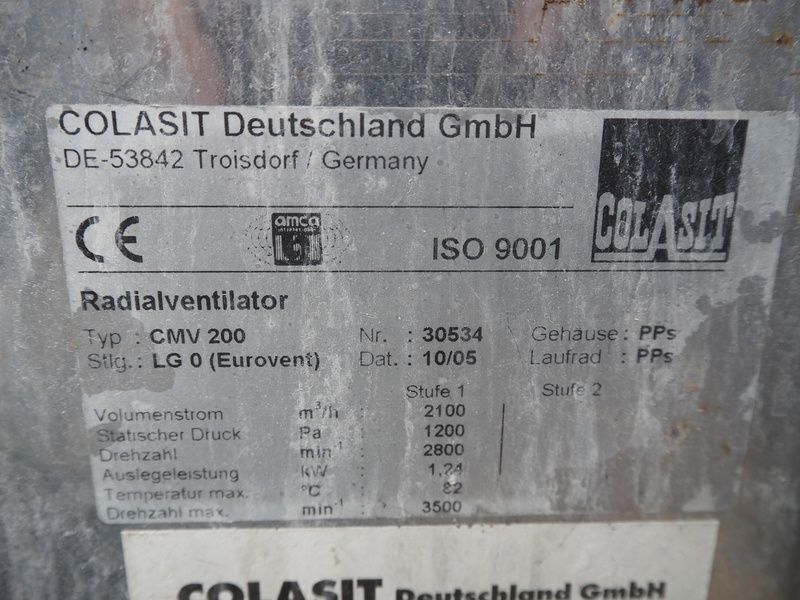 COLASIT Deutschland GmbH
DE-53842 Troisdorf / Germany
CE amca INTERNATIONAL ISO 9001 COLASIT
Radialventilator
Typ : CMV 200 Nr. : 30534 Gehäuse : PPs
Stlg. : LG 0 (Eurovent) Dat. : 10/05 Laufrad : PPs
Stufe 1 Stufe 2
Volumenstrom m³/h : 2100
Statischer Druck Pa : 1200
Drehzahl min⁻¹ : 2800
Auslegeleistung kW : 1,24
Temperatur max. °C :
Drehzahl max. min⁻¹ : 3500
COLASIT Deutschland GmbH